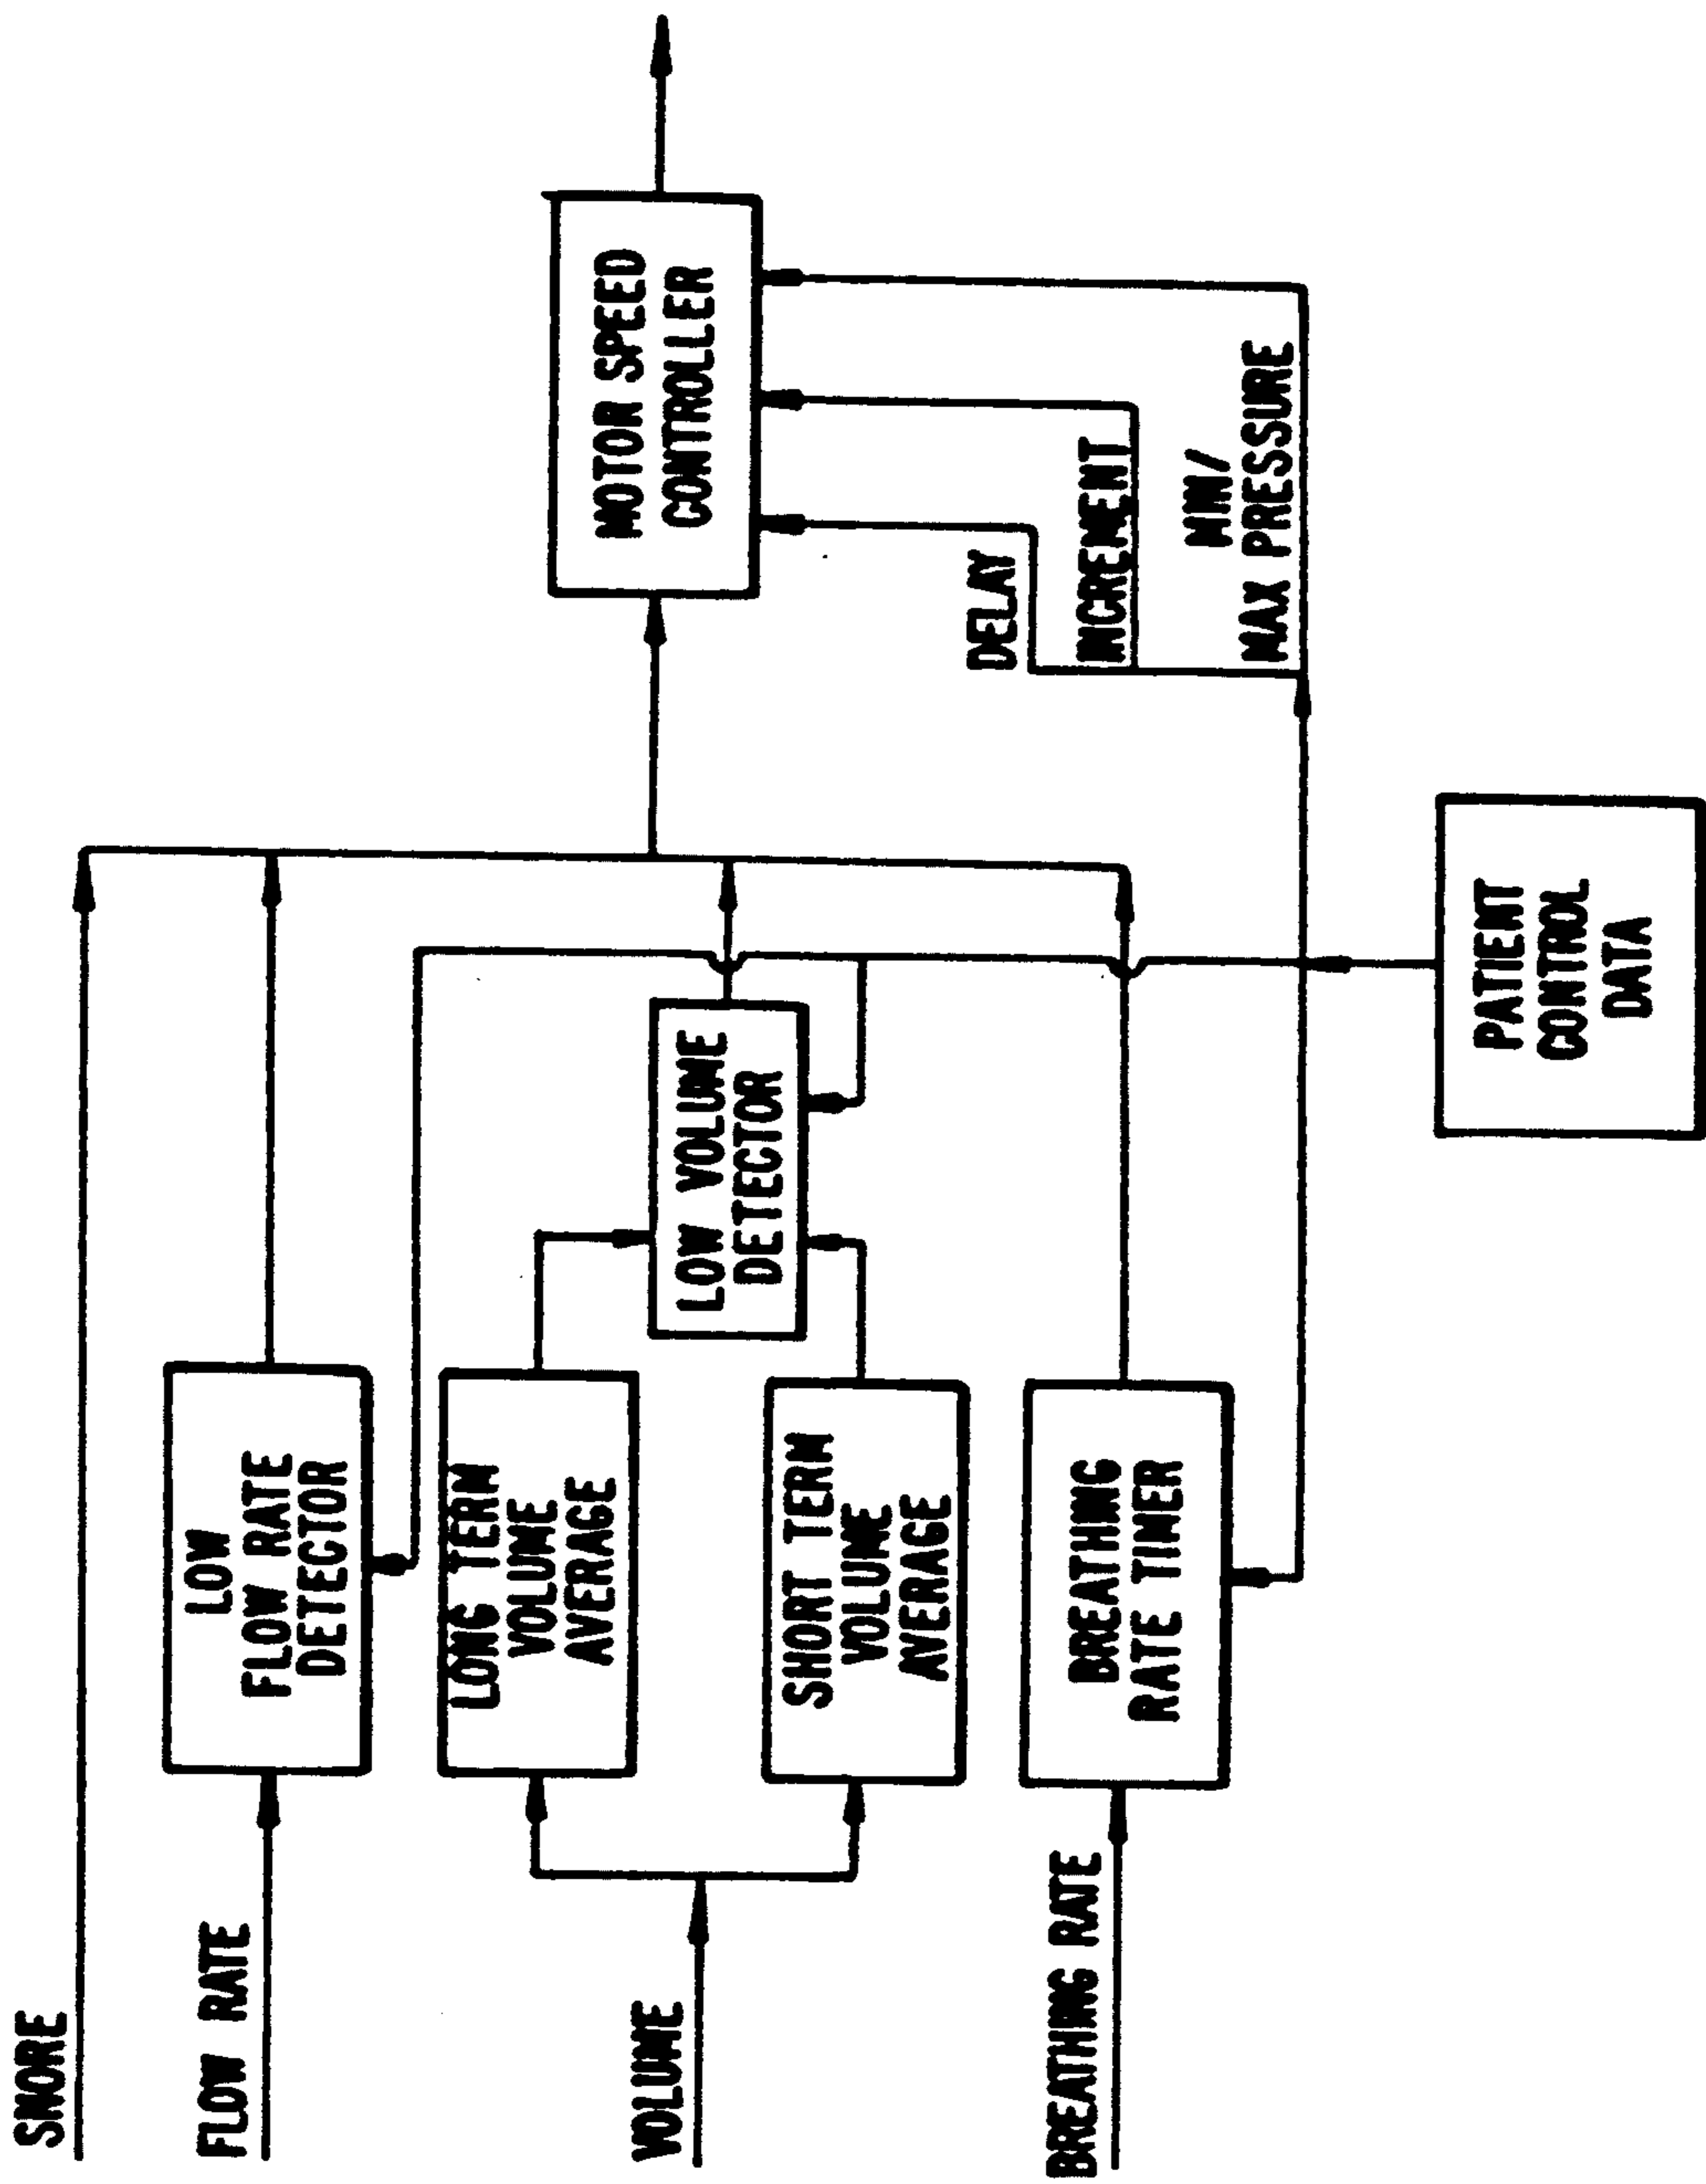 SNORE
FLOW RATE
VOLUME
BREATHING RATE
LOW
FLOW RATE
DETECTOR
LONG TERM
VOLUME
AVERAGE
SHORT TERM
VOLUME
AVERAGE
BREATHING
RATE TIMER
LOW VOLUME
DETECTOR
PATIENT
CONTROL
DATA
DELAY
INCREMENT
MIN/
MAX PRESSURE
MOTOR SPEED
CONTROLLER